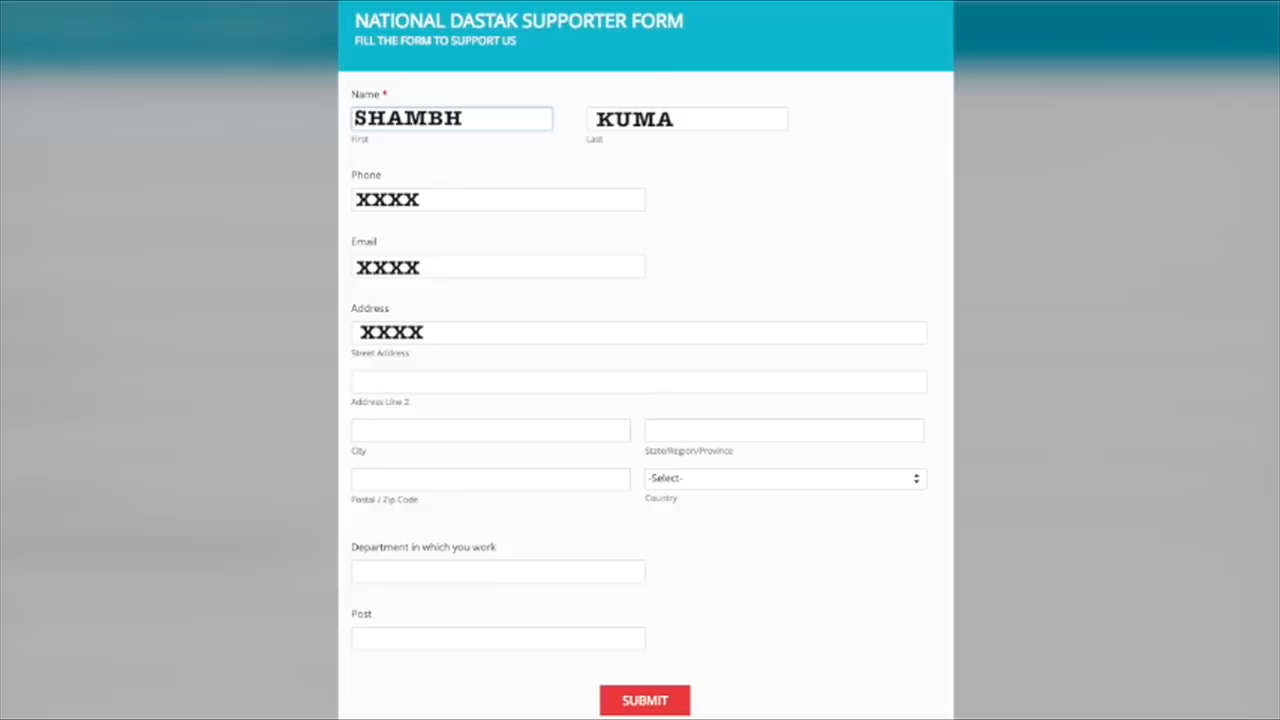 NATIONAL DASTAK SUPPORTER FORM
FILL THE FORM TO SUPPORT US
Name *
SHAMBH KUMA
First Last
Phone
XXXX
Email
XXXX
Address
XXXX
Street Address
Address Line 2
City State/Region/Province
-Select-
Postal / Zip Code Country
Department in which you work
Post
SUBMIT